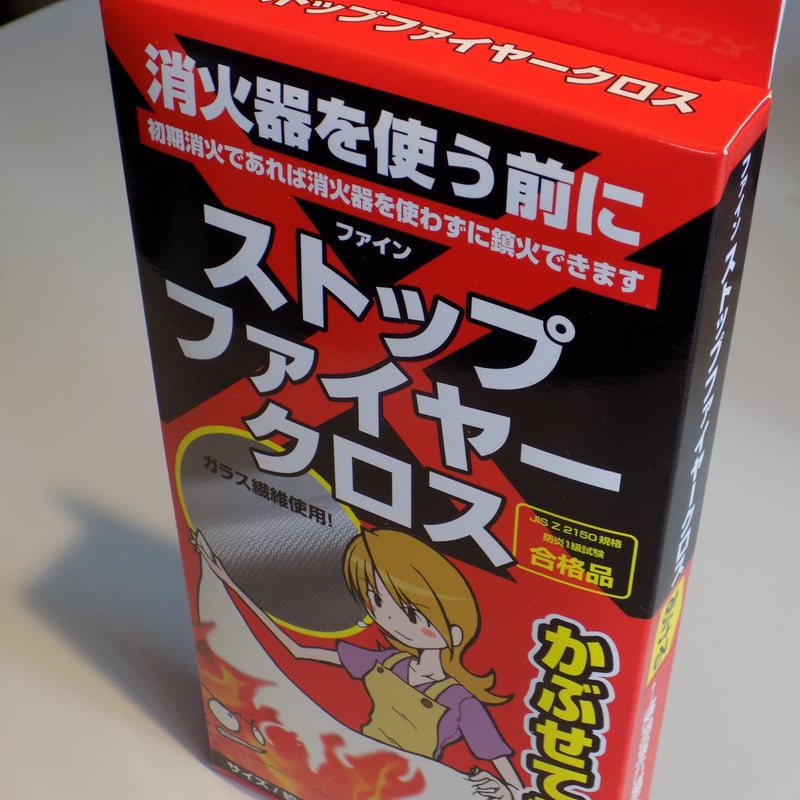 ストップファイヤークロス
消火器を使う前に
初期消火であれば消火器を使わずに鎮火できます
ファイン
ストップ
ファイヤー
クロス
ガラス繊維使用!
JIS Z 2150 規格
防炎1級試験
合格品
かぶせて
サイズ/
ファイン ストップファイヤークロス